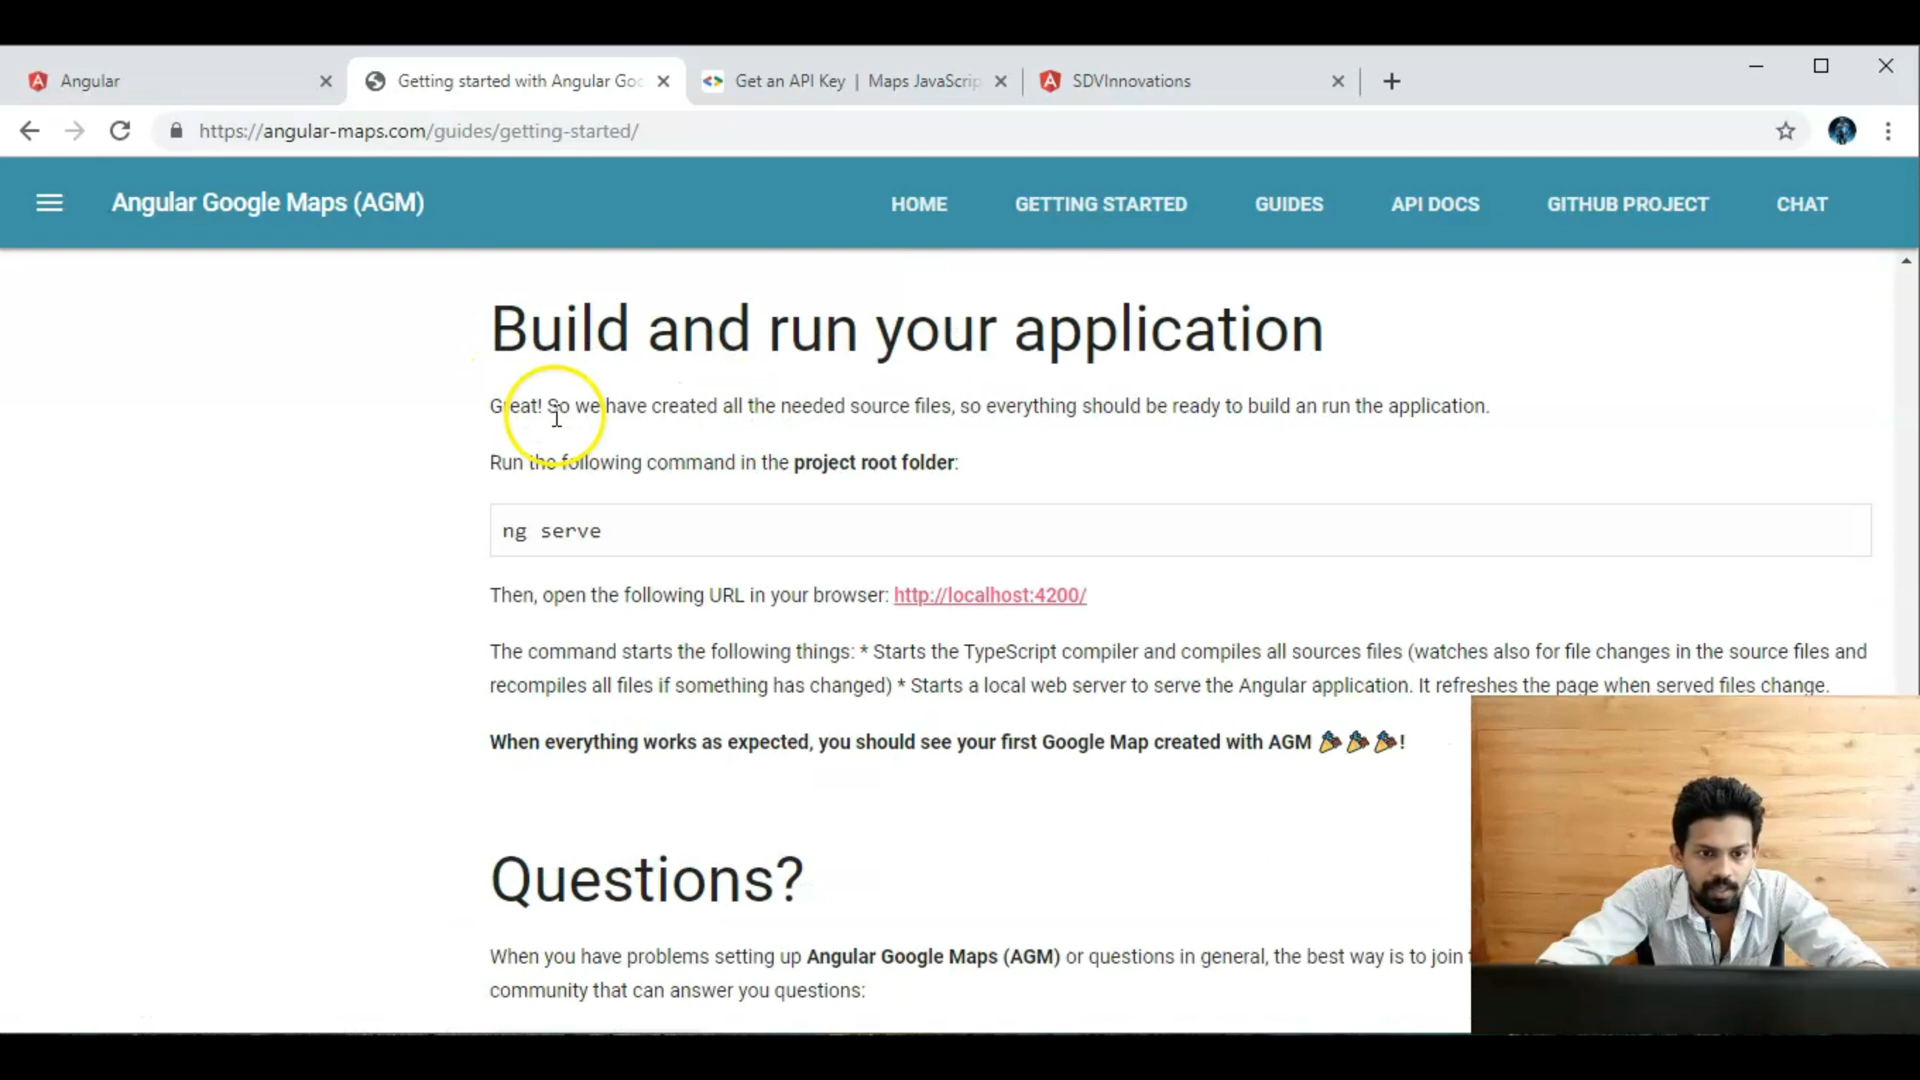 Angular
Getting started with Angular Goo
Get an API Key | Maps JavaScrip
SDVInnovations
https://angular-maps.com/guides/getting-started/
Angular Google Maps (AGM)
HOME
GETTING STARTED
GUIDES
API DOCS
GITHUB PROJECT
CHAT
Build and run your application
Great! So we have created all the needed source files, so everything should be ready to build an run the application.
Run the following command in the project root folder:
ng serve
Then, open the following URL in your browser: http://localhost:4200/
The command starts the following things: * Starts the TypeScript compiler and compiles all sources files (watches also for file changes in the source files and
recompiles all files if something has changed) * Starts a local web server to serve the Angular application. It refreshes the page when served files change.
When everything works as expected, you should see your first Google Map created with AGM 🎉🎉🎉!
Questions?
When you have problems setting up Angular Google Maps (AGM) or questions in general, the best way is to join
community that can answer you questions: